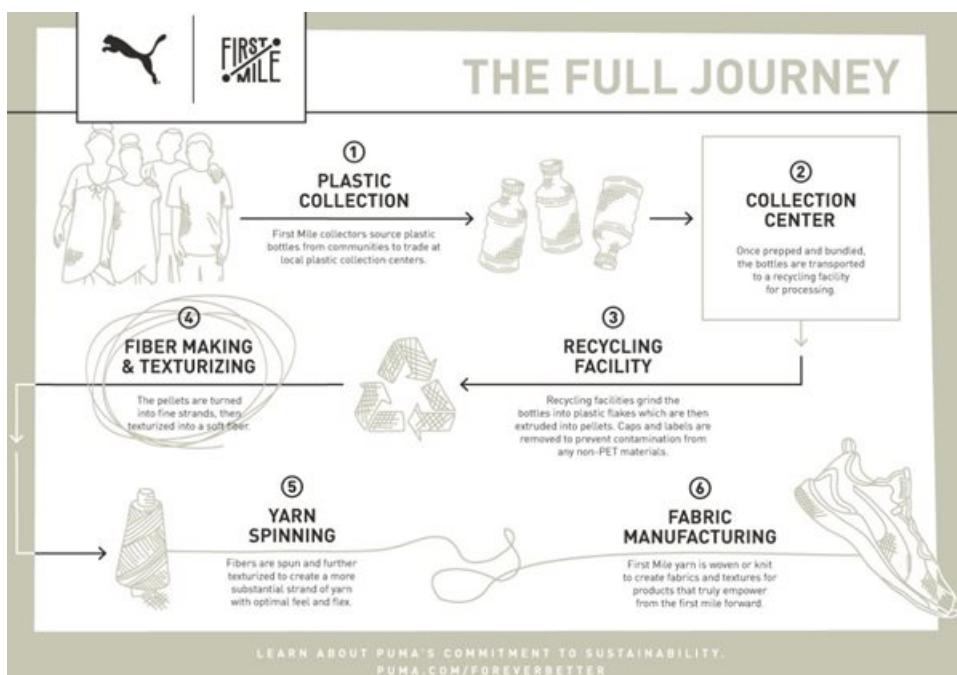 FIRST
MILE
THE FULL JOURNEY
1
PLASTIC
COLLECTION
First Mile collectors source plastic
bottles from communities to trade at
local plastic collection centers.
2
COLLECTION
CENTER
Once prepped and bundled,
the bottles are transported
to a recycling facility
for processing.
3
RECYCLING
FACILITY
Recycling facilities grind the
bottles into plastic flakes which are then
extruded into pellets. Caps and labels are
removed to prevent contamination from
any non-PET materials.
4
FIBER MAKING
& TEXTURIZING
The pellets are turned
into fine strands, then
texturized into a soft fiber.
5
YARN
SPINNING
Fibers are spun and further
texturized to create a more
substantial strand of yarn
with optimal feel and flex.
6
FABRIC
MANUFACTURING
First Mile yarn is woven or knit
to create fabrics and textures for
products that truly empower
from the first mile forward.
LEARN ABOUT PUMA'S COMMITMENT TO SUSTAINABILITY.
PUMA.COM/FOREVERBETTER